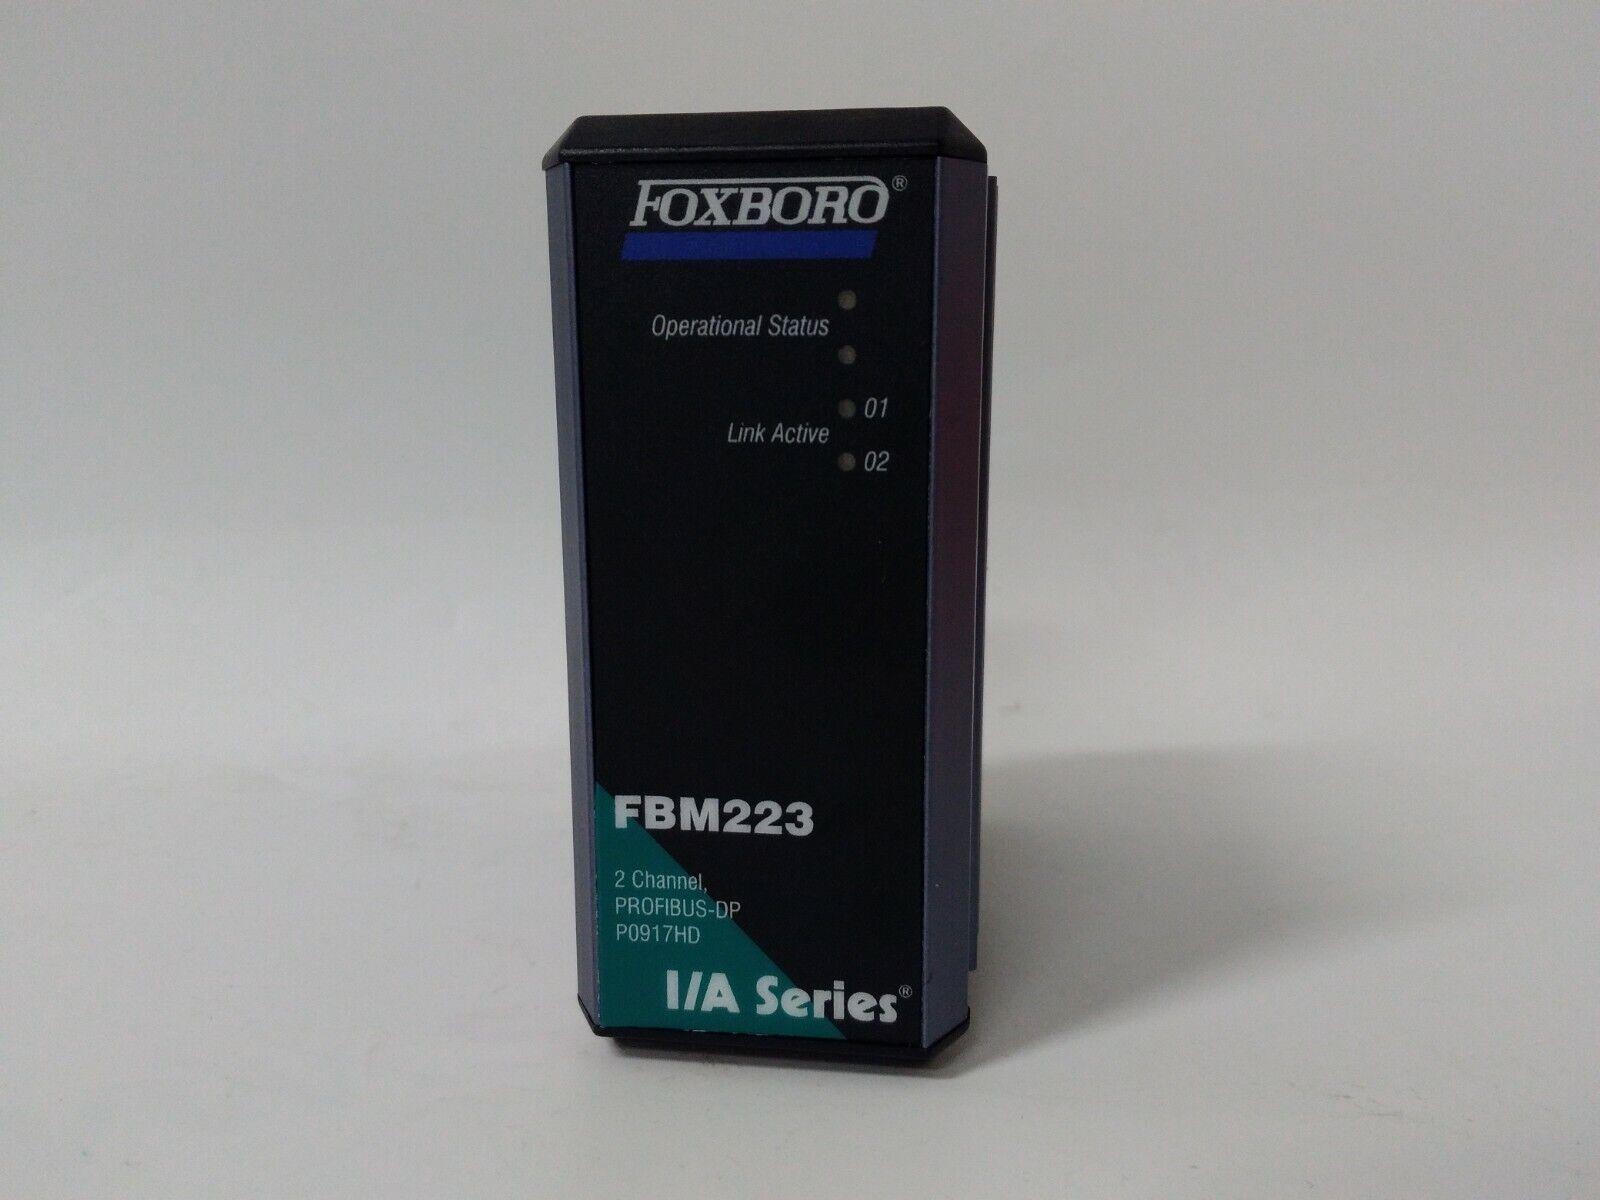 FOXBORO®
Operational Status
01
Link Active
02
FBM223
2 Channel,
PROFIBUS-DP
P0917HD
I/A Series®